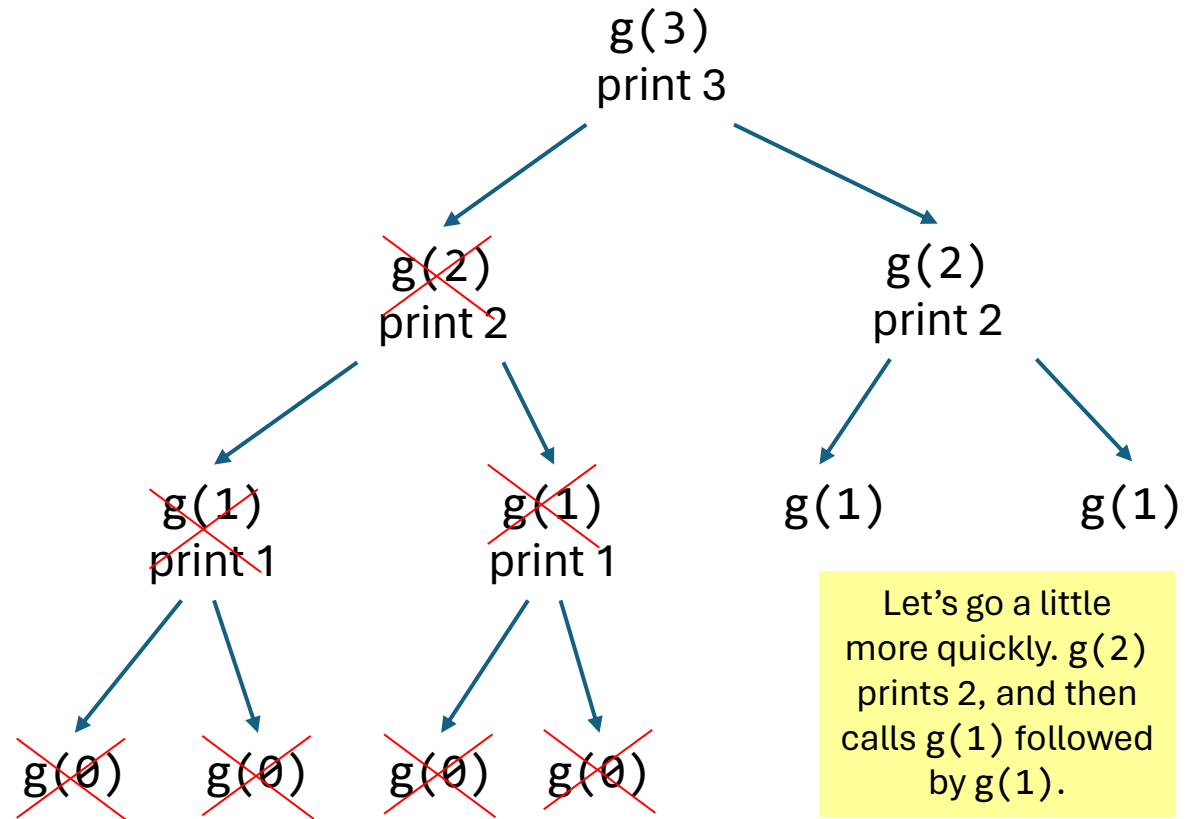 g(3)
print 3
g(2)
print 2
g(2)
print 2
g(1)
print 1
g(1)
print 1
g(1)
g(1)
g(0)
g(0)
g(0)
g(0)
Let’s go a little
more quickly. g(2)
prints 2, and then
calls g(1) followed
by g(1).